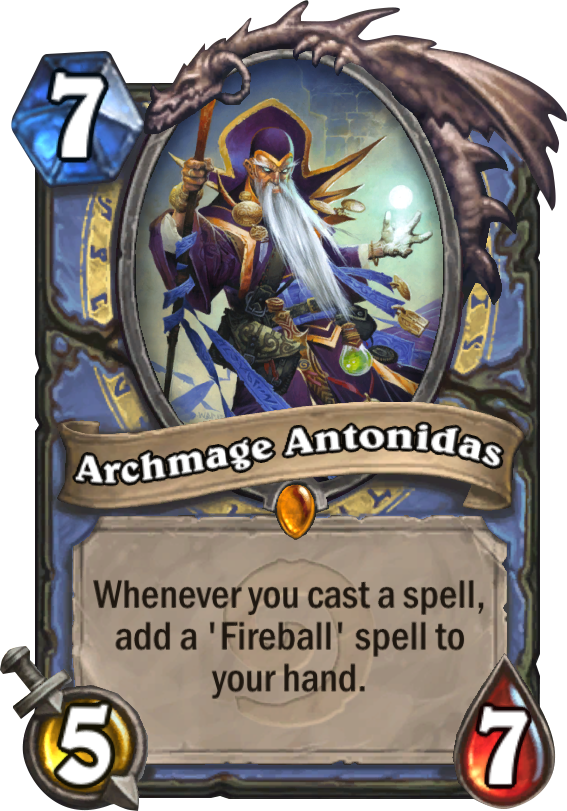 7
Archmage Antonidas
Whenever you cast a spell,
add a 'Fireball' spell to
your hand.
5
7